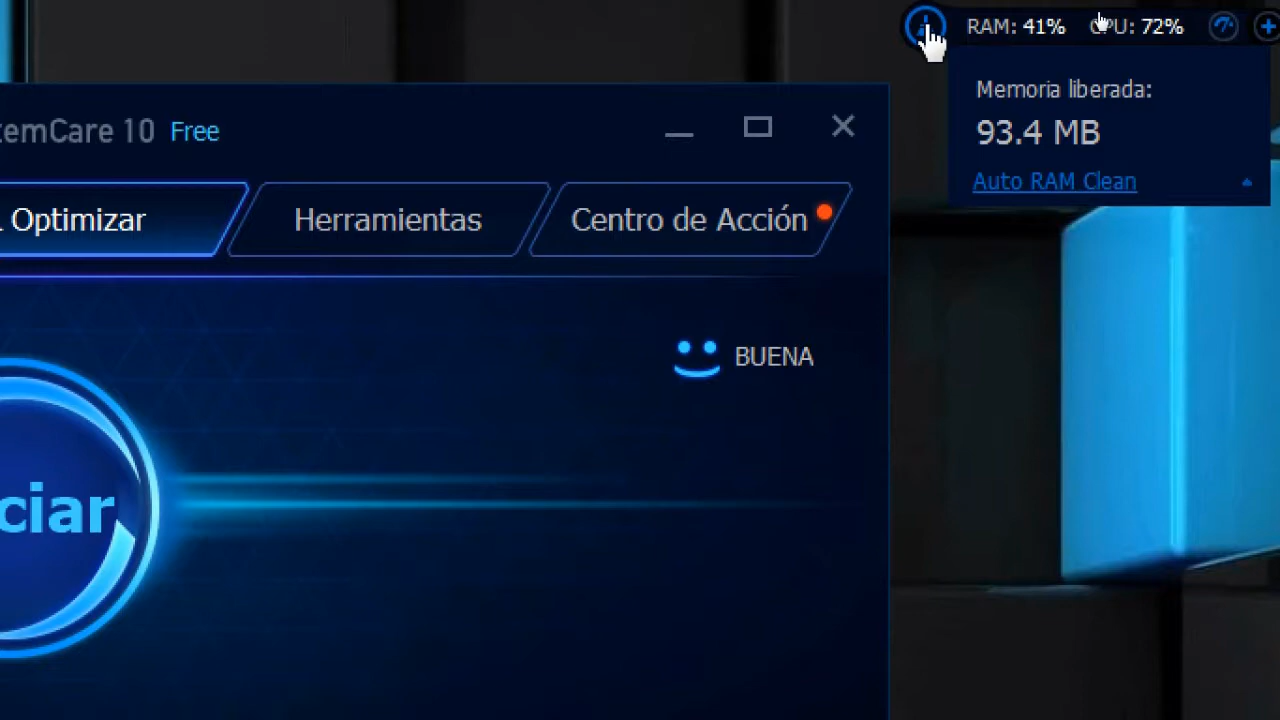 RAM: 41% CPU: 72%
Memoria liberada:
93.4 MB
Auto RAM Clean
temCare 10 Free
Optimizar
Herramientas
Centro de Acción
BUENA
ciar